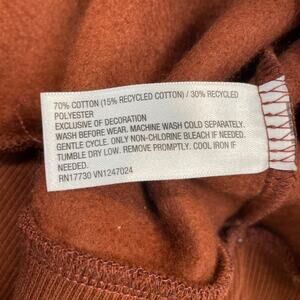 70% COTTON (15% RECYCLED COTTON) / 30% RECYCLED
POLYESTER
EXCLUSIVE OF DECORATION
WASH BEFORE WEAR. MACHINE WASH COLD SEPARATELY.
GENTLE CYCLE. ONLY NON-CHLORINE BLEACH IF NEEDED.
TUMBLE DRY LOW. REMOVE PROMPTLY. COOL IRON IF
NEEDED.
RN17730 VN1247024